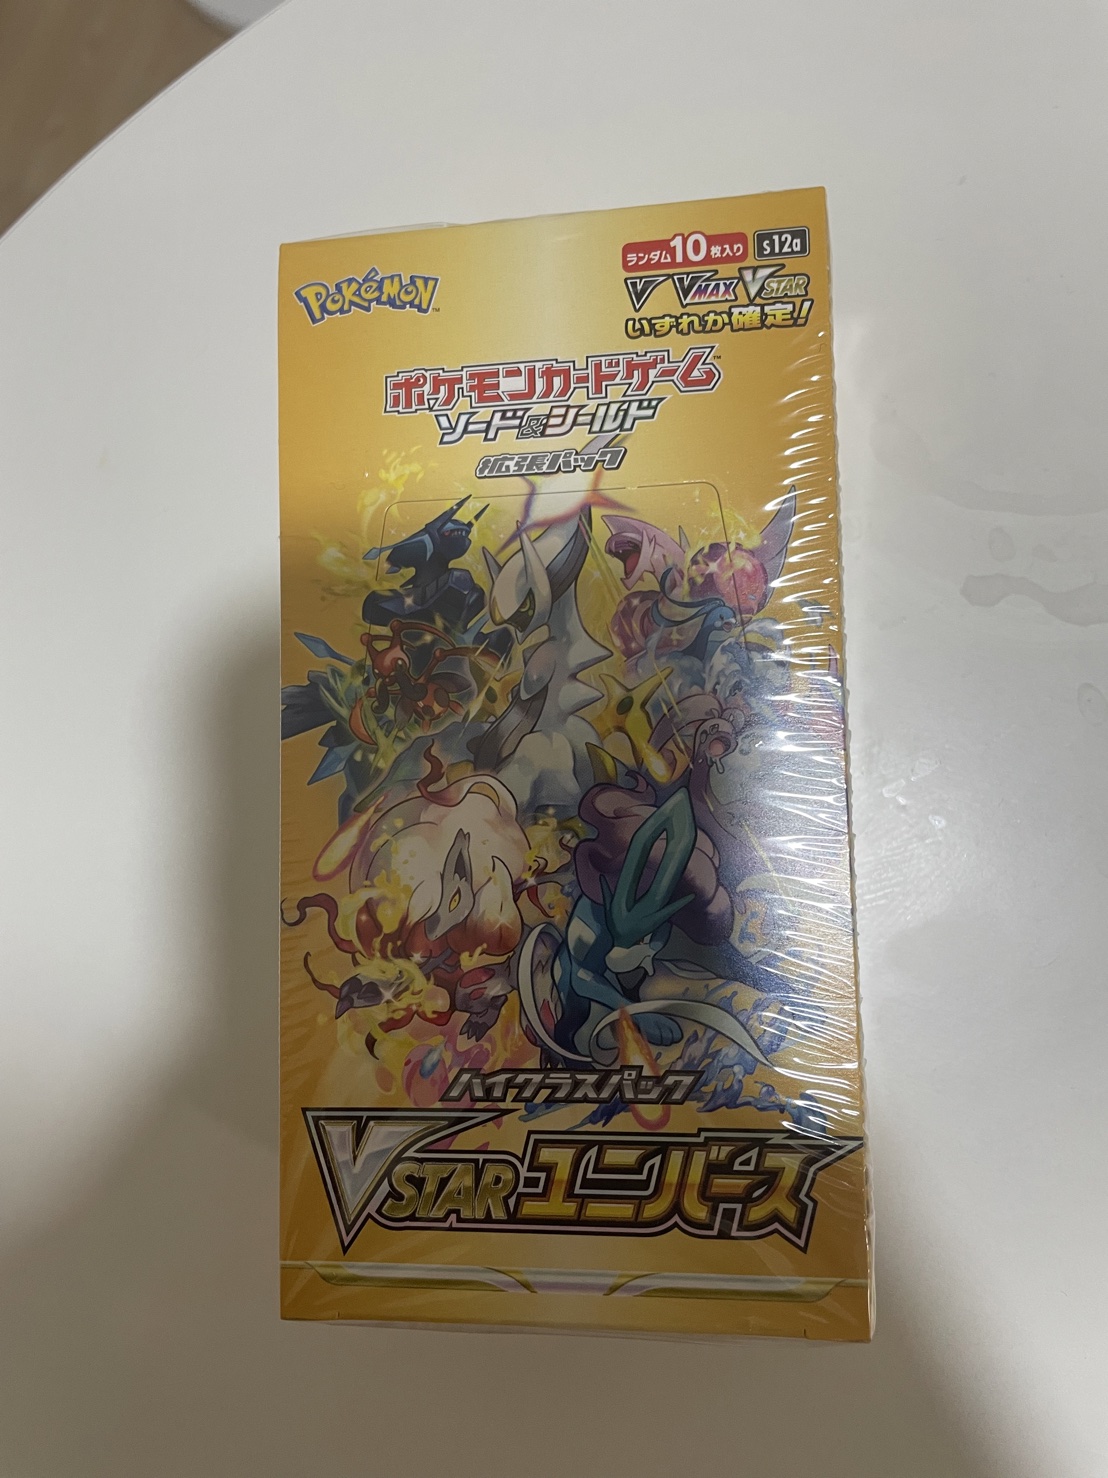 ランダム10枚入り s12a
POKéMON™
V VMAX VSTAR
いずれか確定!
ポケモンカードゲーム™
ソード&シールド
拡張パック
ハイクラスパック
VSTARユニバース